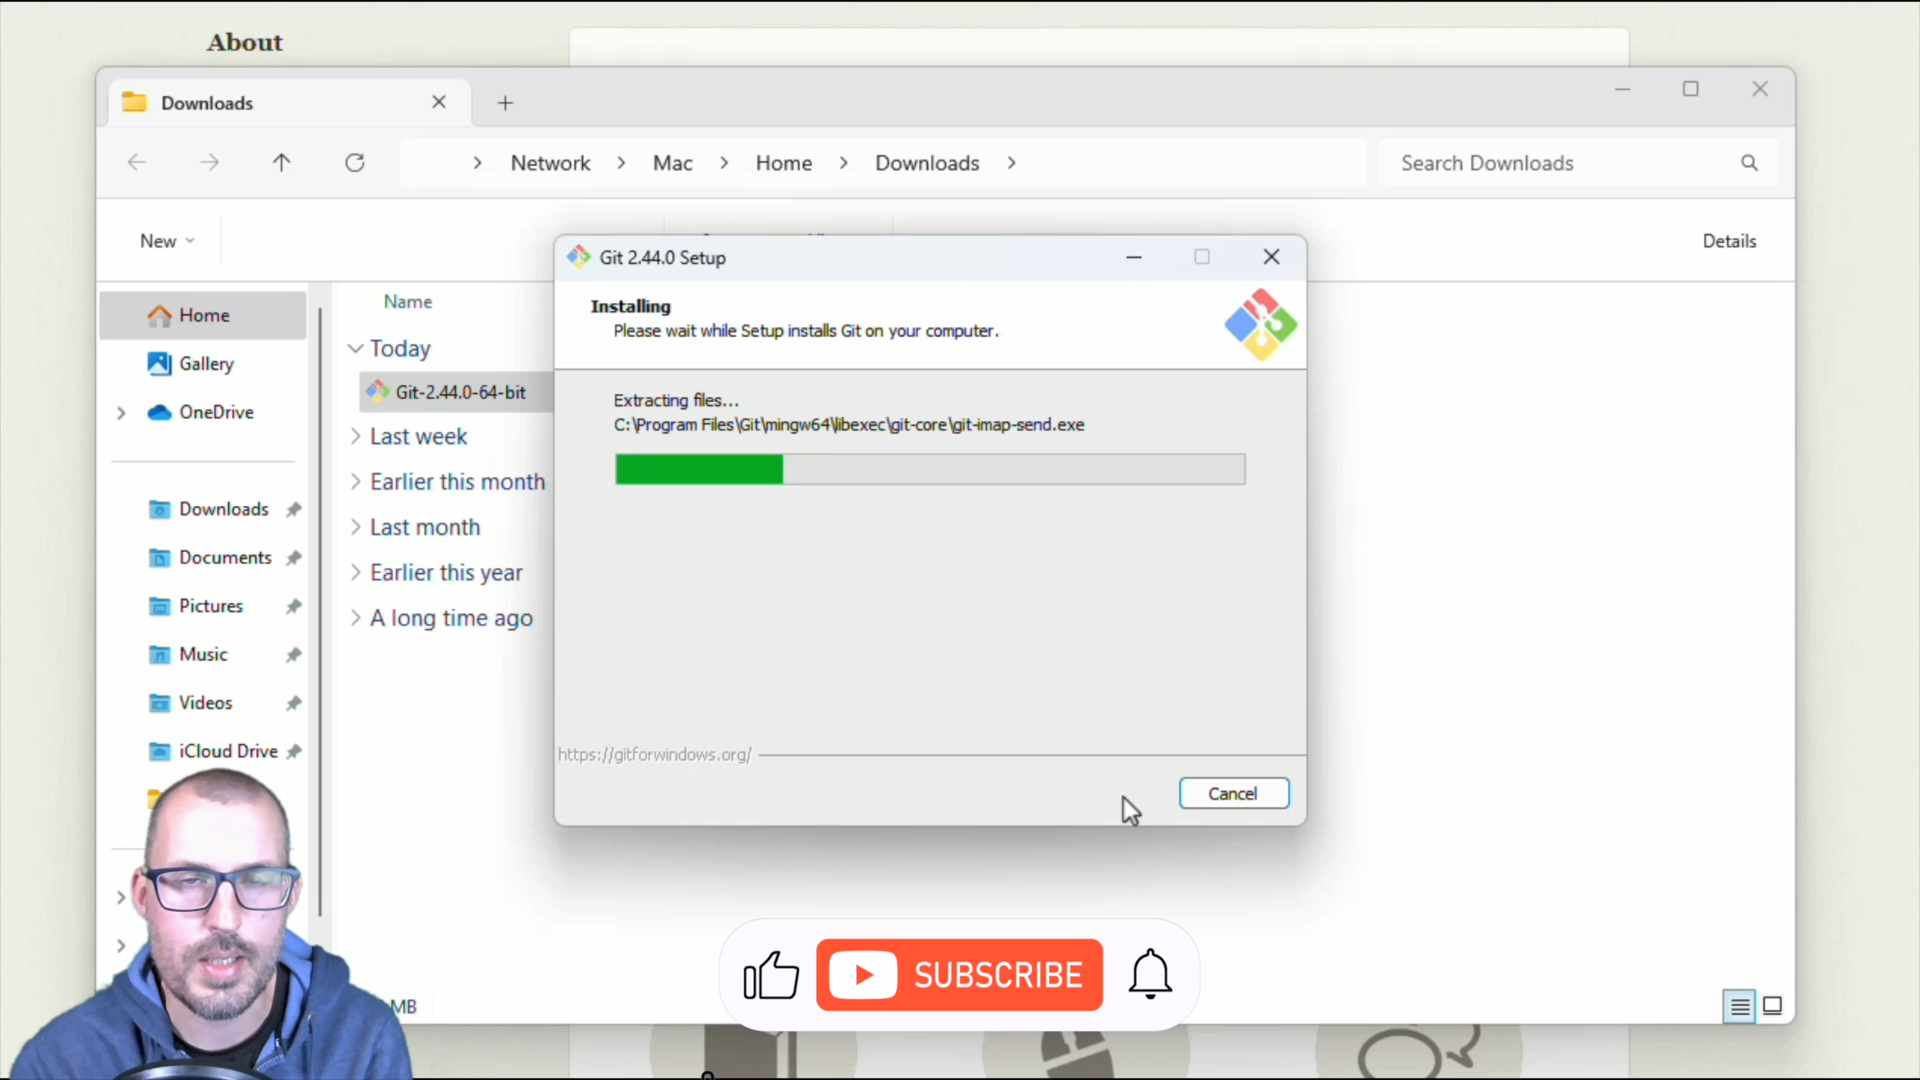 About
Downloads
Network > Mac > Home > Downloads >
Search Downloads
New
Details
Git 2.44.0 Setup
Installing
Please wait while Setup installs Git on your computer.
Name
Home
Today
Gallery
Git-2.44.0-64-bit
Extracting files...
C:\Program Files\Git\mingw64\libexec\git-core\git-imap-send.exe
OneDrive
Last week
Earlier this month
Downloads
Last month
Documents
Earlier this year
Pictures
A long time ago
Music
Videos
iCloud Drive
https://gitforwindows.org/
Cancel
SUBSCRIBE
MB